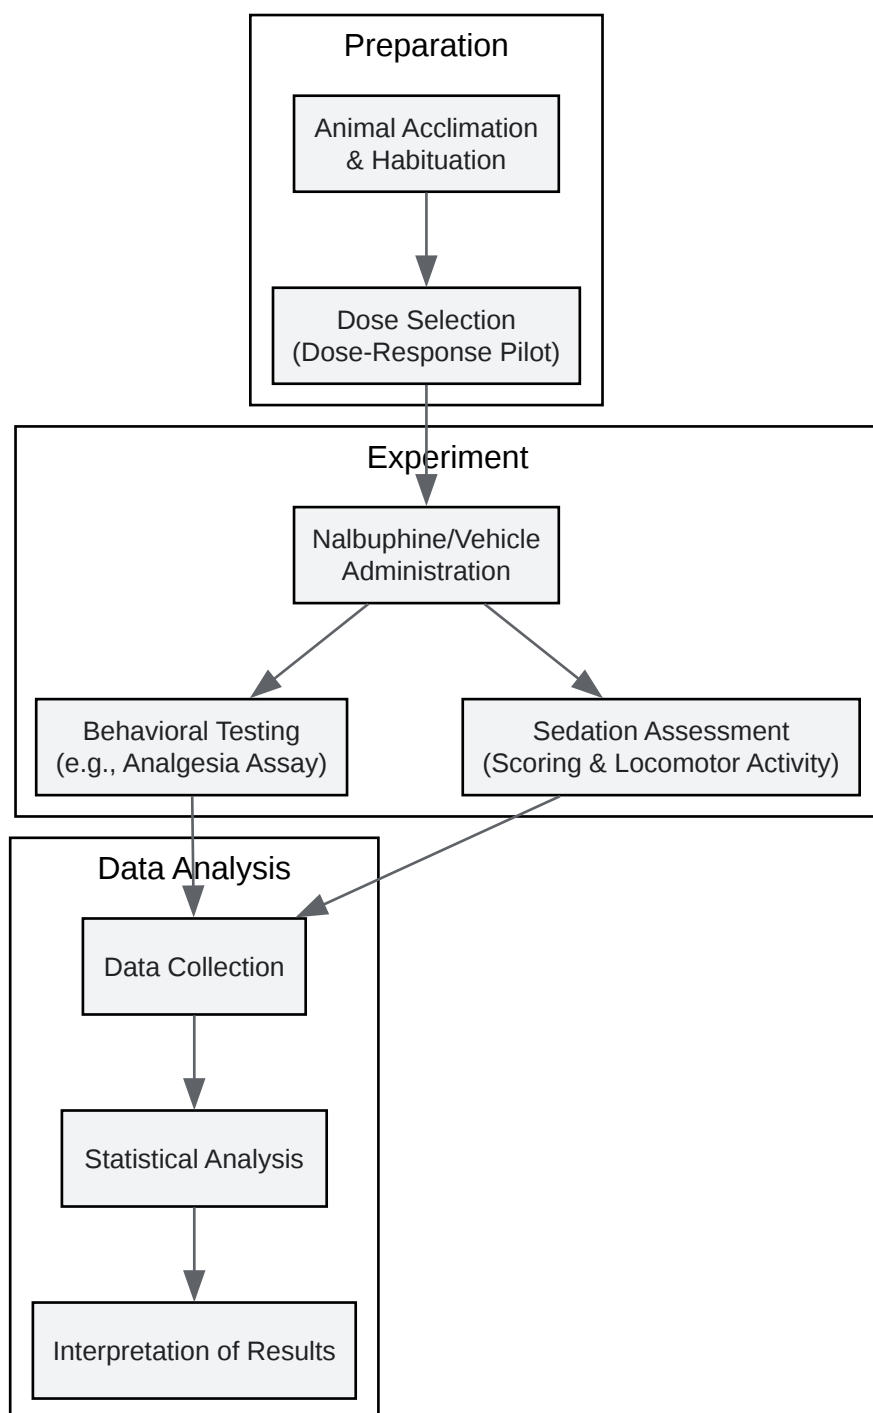 Preparation
Animal Acclimation
& Habituation
Dose Selection
(Dose-Response Pilot)
Experiment
Nalbuphine/Vehicle
Administration
Behavioral Testing
(e.g., Analgesia Assay)
Sedation Assessment
(Scoring & Locomotor Activity)
Data Analysis
Data Collection
Statistical Analysis
Interpretation of Results